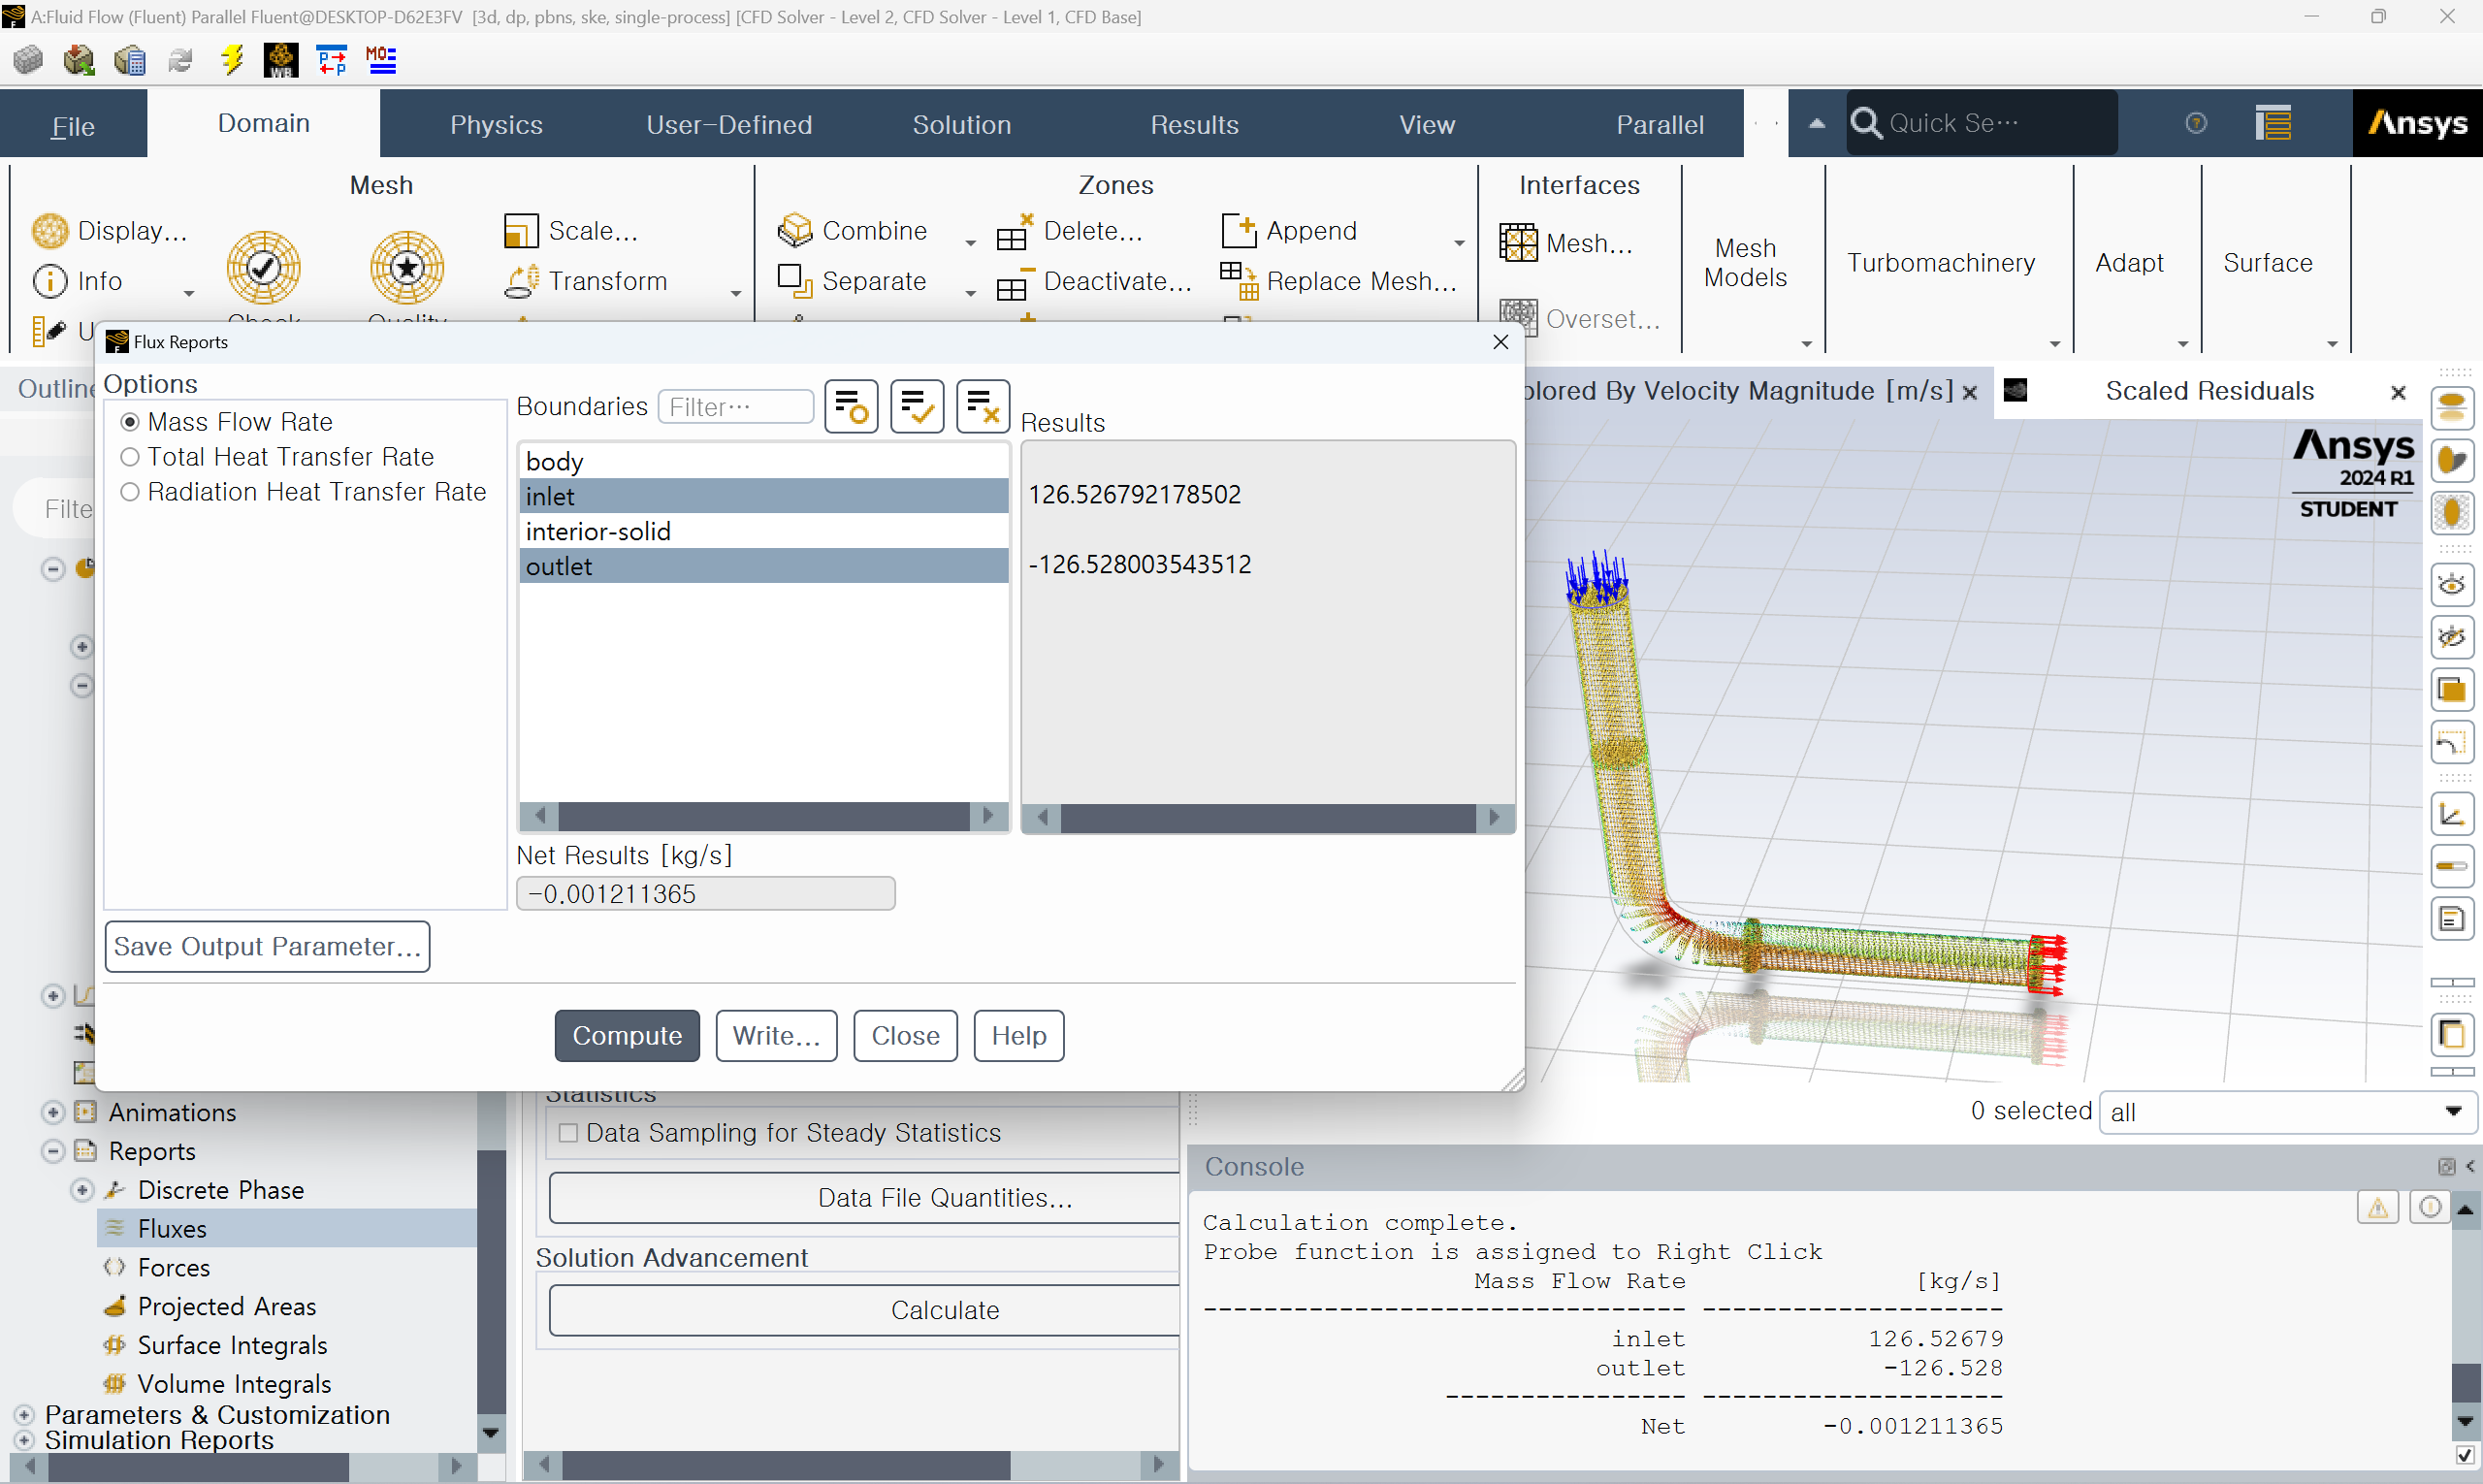 A:Fluid Flow (Fluent) Parallel Fluent@DESKTOP-D62E3FV [3d, dp, pbns, ske, single-process] [CFD Solver - Level 2, CFD Solver - Level 1, CFD Base]
File Domain Physics User-Defined Solution Results View Parallel Quick Se⋯ Ansys
Mesh
Display...
Info
Check
Quality
Scale...
Transform
Zones
Combine
Delete...
Append
Separate
Deactivate...
Replace Mesh...
Interfaces
Mesh...
Overset...
Mesh
Models
Turbomachinery
Adapt
Surface
Flux Reports
Options
Mass Flow Rate
Total Heat Transfer Rate
Radiation Heat Transfer Rate
Boundaries Filter⋯
body
inlet
interior-solid
outlet
Results
126.526792178502
-126.528003543512
Net Results [kg/s]
-0.001211365
Save Output Parameter...
Compute Write... Close Help
olored By Velocity Magnitude [m/s]
Scaled Residuals
Ansys
2024 R1
STUDENT
0 selected all
Outline
Filte
Animations
Reports
Discrete Phase
Fluxes
Forces
Projected Areas
Surface Integrals
Volume Integrals
Parameters & Customization
Simulation Reports
Statistics
Data Sampling for Steady Statistics
Data File Quantities...
Solution Advancement
Calculate
Console
Calculation complete.
Probe function is assigned to Right Click
Mass Flow Rate [kg/s]
-------------------------------- --------------------
inlet 126.52679
outlet -126.528
---------------- --------------------
Net -0.001211365